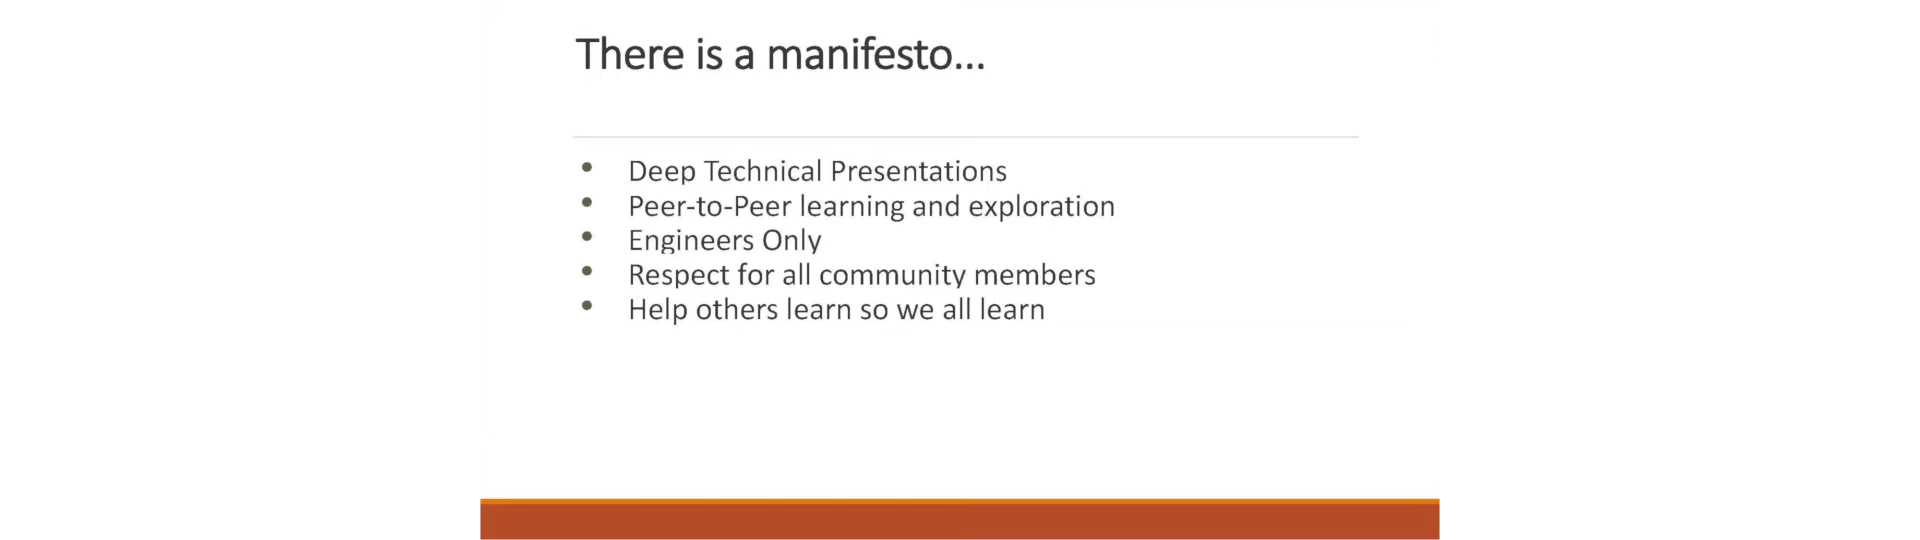 There is a manifesto...
• Deep Technical Presentations
• Peer-to-Peer learning and exploration
• Engineers Only
• Respect for all community members
• Help others learn so we all learn